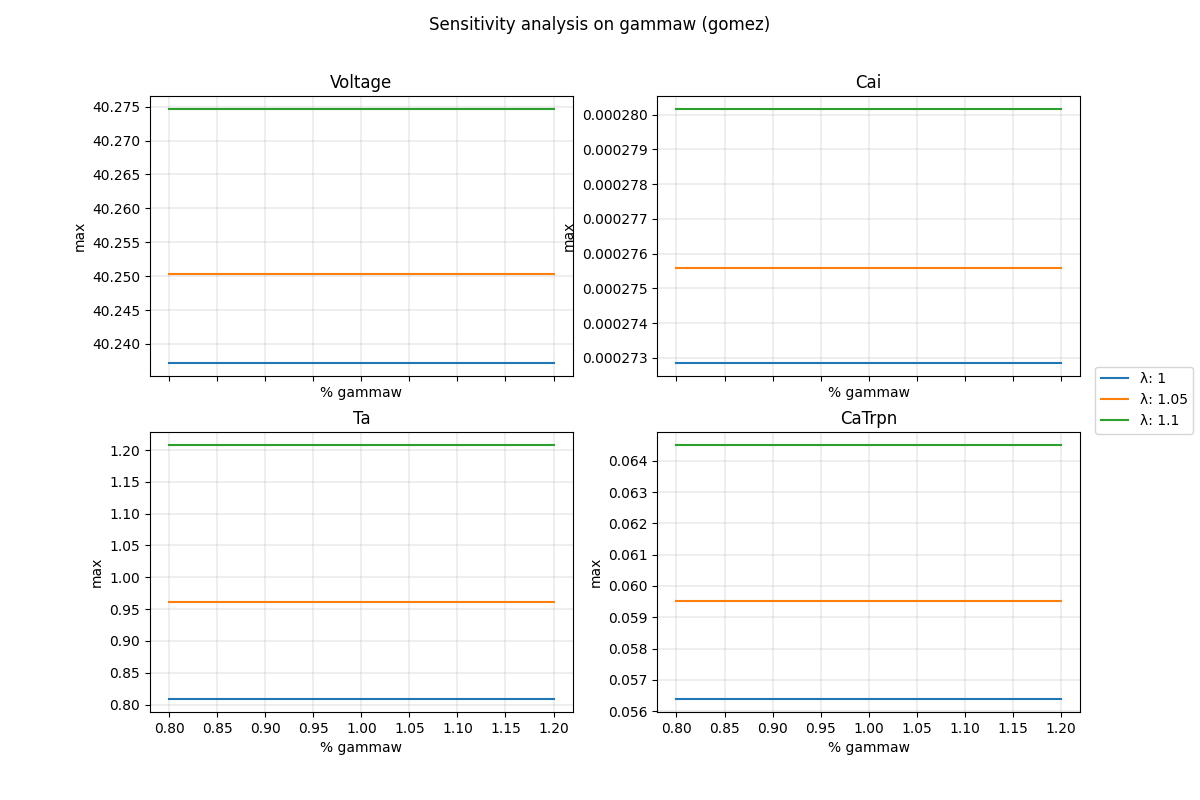 Sensitivity analysis on gammaw (gomez)
Voltage
40.275
40.270
40.265
40.260
40.255
40.250
40.245
40.240
max
% gammaw
Cai
0.000280
0.000279
0.000278
0.000277
0.000276
0.000275
0.000274
0.000273
max
% gammaw
λ: 1
λ: 1.05
λ: 1.1
Ta
1.20
1.15
1.10
1.05
1.00
0.95
0.90
0.85
0.80
max
0.80 0.85 0.90 0.95 1.00 1.05 1.10 1.15 1.20
% gammaw
CaTrpn
0.064
0.063
0.062
0.061
0.060
0.059
0.058
0.057
0.056
max
0.80 0.85 0.90 0.95 1.00 1.05 1.10 1.15 1.20
% gammaw